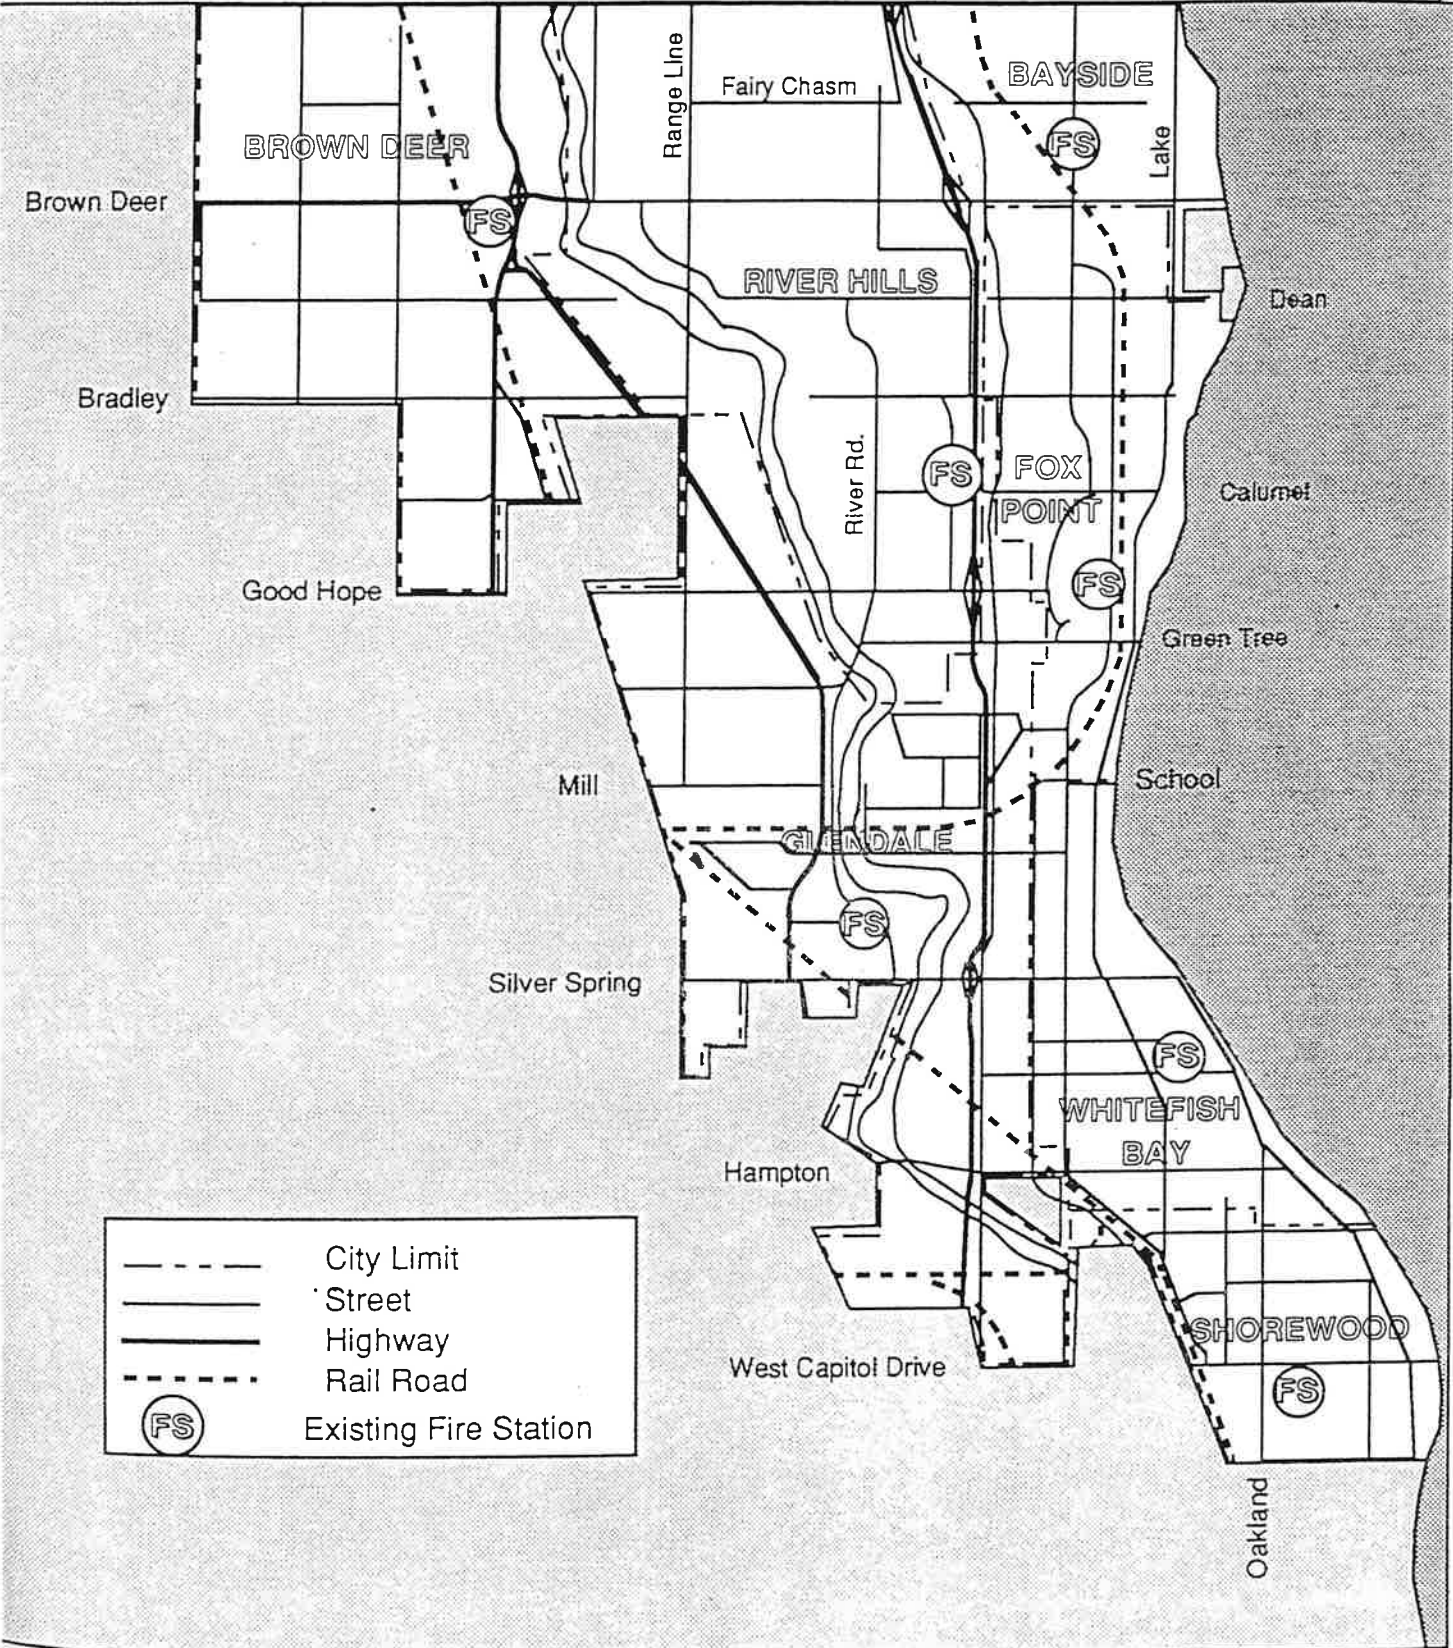 Range Line
Fairy Chasm
BAYSIDE
FS
Lake
BROWN DEER
Brown Deer
FS
RIVER HILLS
Dean
Bradley
River Rd.
FS
FOX
POINT
Calumet
Good Hope
FS
Green Tree
Mill
School
GLENDALE
FS
Silver Spring
FS
WHITEFISH
BAY
Hampton
City Limit
Street
Highway
Rail Road
FS Existing Fire Station
SHOREWOOD
West Capitol Drive
FS
Oakland